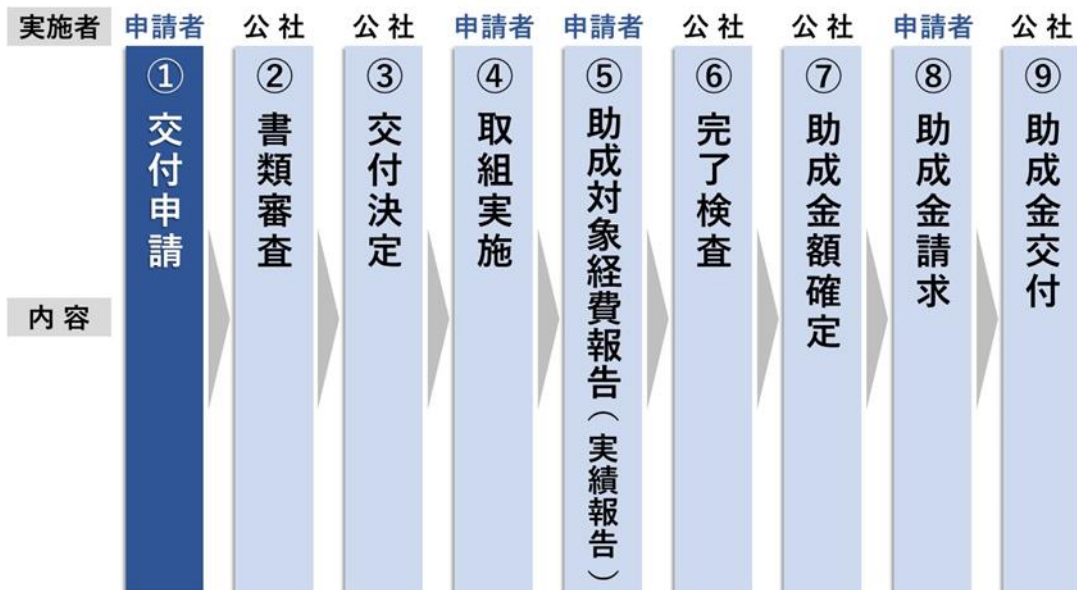 実施者
申請者
公社
公社
申請者
申請者
公社
公社
申請者
公社
内容
① 交付申請
② 書類審査
③ 交付決定
④ 取組実施
⑤ 助成対象経費報告（実績報告）
⑥ 完了検査
⑦ 助成金額確定
⑧ 助成金請求
⑨ 助成金交付